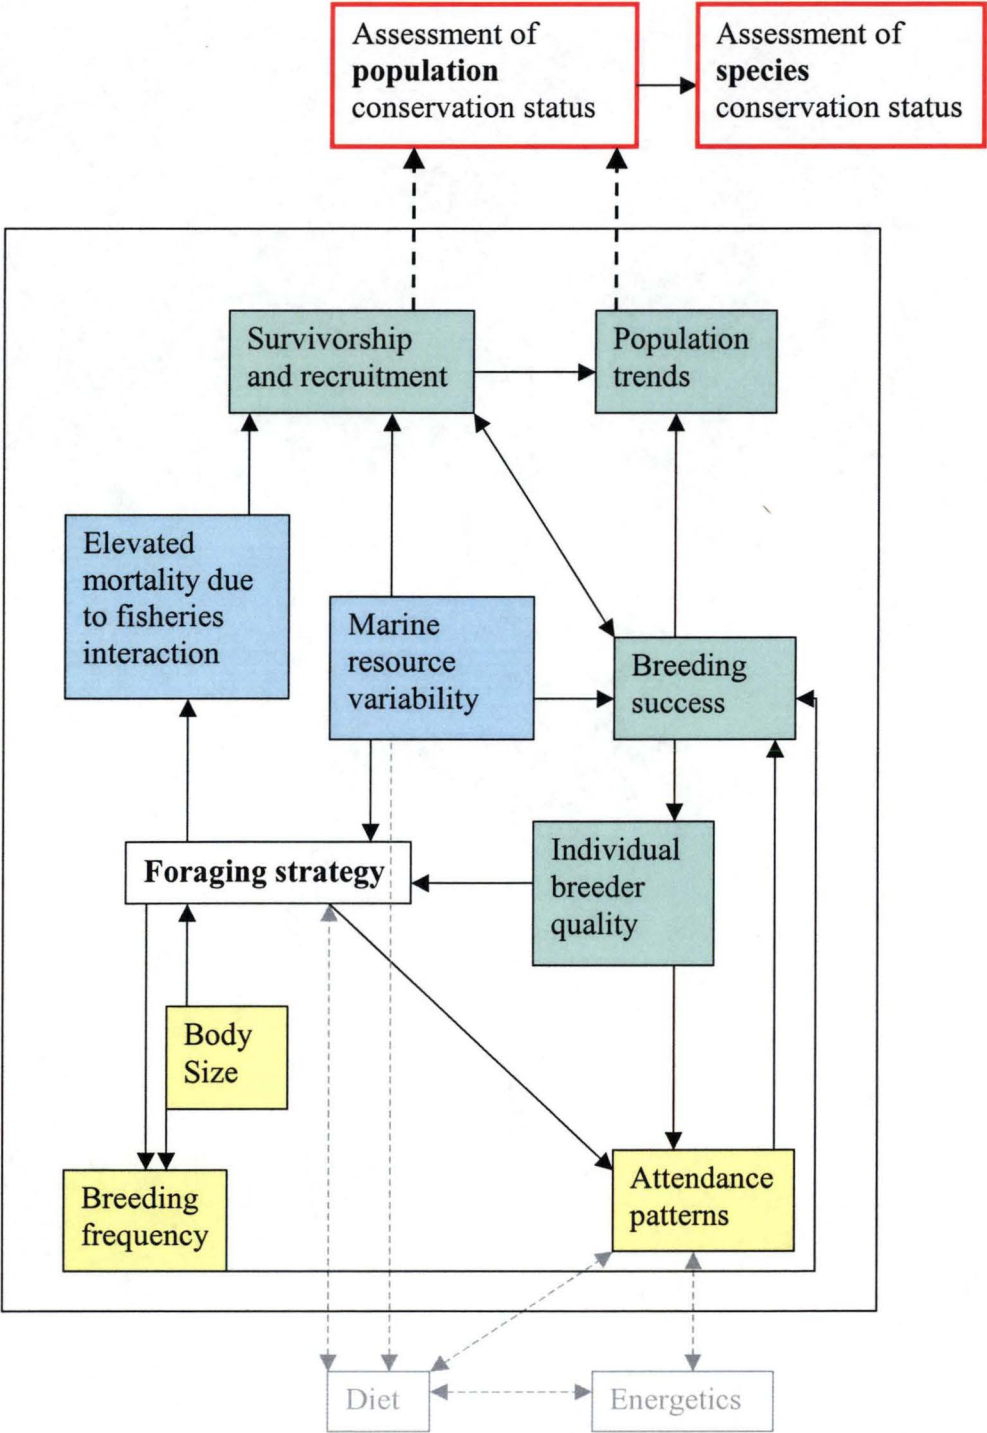 Assessment of
population
conservation status
Assessment of
species
conservation status
Survivorship
and recruitment
Population
trends
Elevated
mortality due
to fisheries
interaction
Marine
resource
variability
Breeding
success
Foraging strategy
Individual
breeder
quality
Body
Size
Breeding
frequency
Attendance
patterns
Diet
Energetics